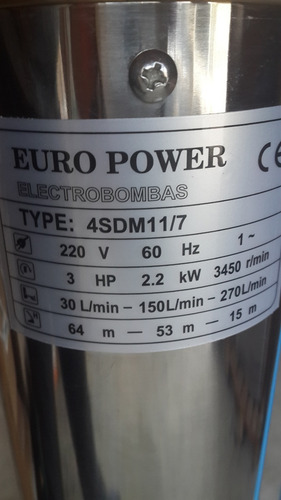 EURO POWER CE
ELECTROBOMBAS
TYPE: 4SDM11/7
220 V 60 Hz 1~
3 HP 2.2 kW 3450 r/min
30 L/min – 150L/min – 270L/min
64 m — 53 m — 15 m